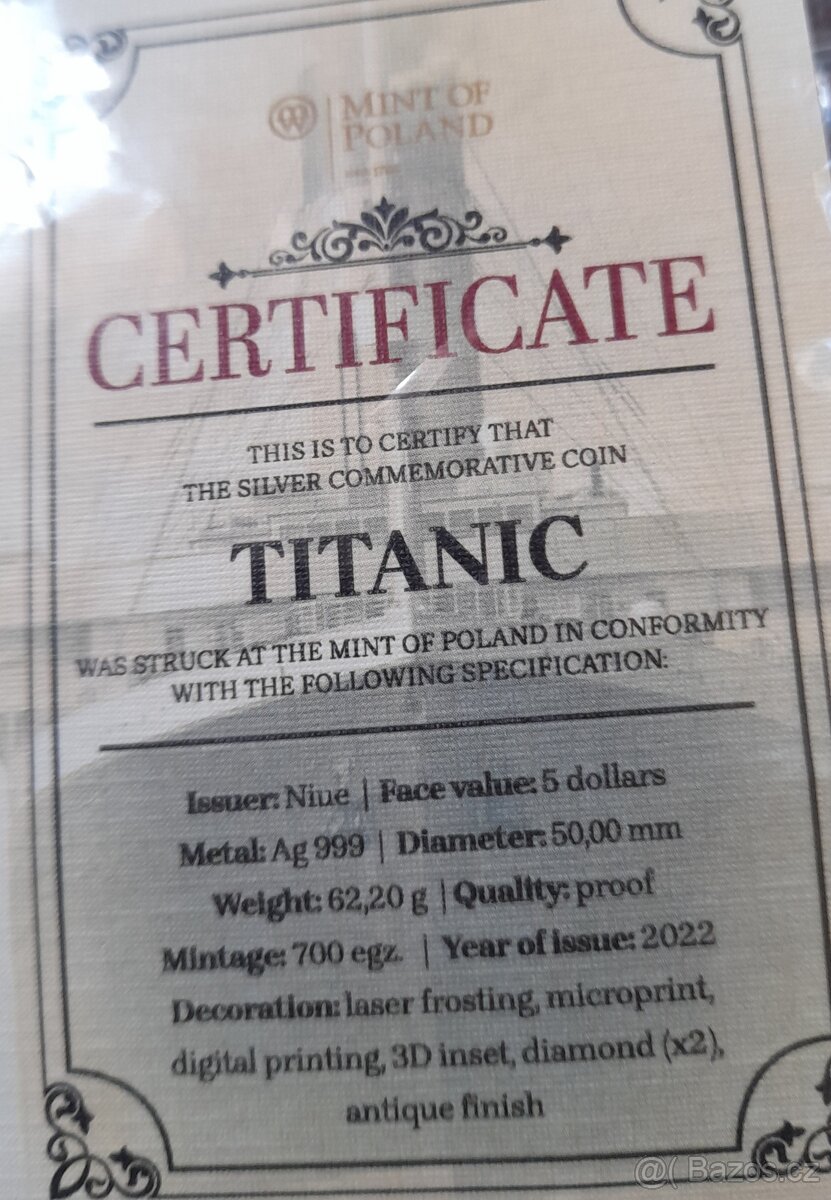 MINT OF
POLAND
CERTIFICATE
THIS IS TO CERTIFY THAT
THE SILVER COMMEMORATIVE COIN
TITANIC
WAS STRUCK AT THE MINT OF POLAND IN CONFORMITY
WITH THE FOLLOWING SPECIFICATION:
Issuer: Niue | Face value: 5 dollars
Metal: Ag 999 | Diameter: 50,00 mm
Weight: 62,20 g | Quality: proof
Mintage: 700 egz. | Year of issue: 2022
Decoration: laser frosting, microprint,
digital printing, 3D inset, diamond (x2),
antique finish
@( Bazos.cz